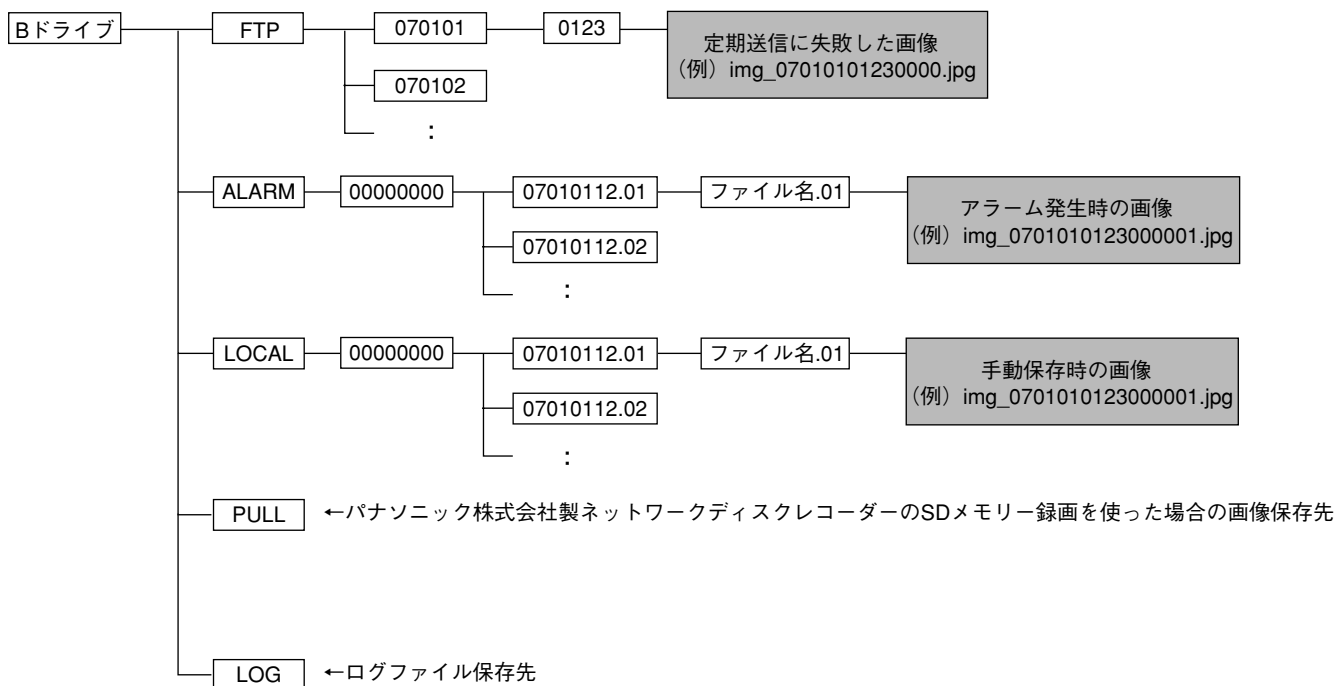 Bドライブ
FTP
070101
0123
定期送信に失敗した画像
（例）img_07010101230000.jpg
070102
：
ALARM
00000000
07010112.01
ファイル名.01
アラーム発生時の画像
（例）img_0701010123000001.jpg
07010112.02
：
LOCAL
00000000
07010112.01
ファイル名.01
手動保存時の画像
（例）img_0701010123000001.jpg
07010112.02
：
PULL
←パナソニック株式会社製ネットワークディスクレコーダーのSDメモリー録画を使った場合の画像保存先
LOG
←ログファイル保存先